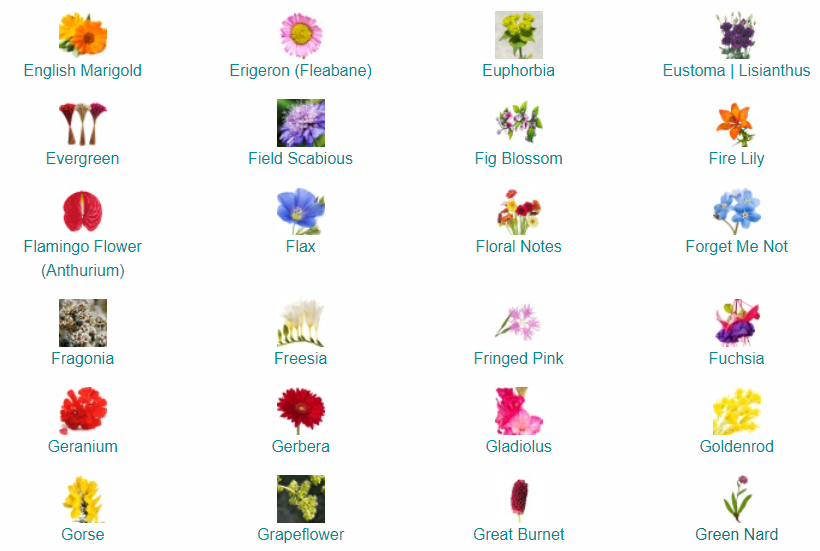 English Marigold
Erigeron (Fleabane)
Euphorbia
Eustoma | Lisianthus
Evergreen
Field Scabious
Fig Blossom
Fire Lily
Flamingo Flower
(Anthurium)
Flax
Floral Notes
Forget Me Not
Fragonia
Freesia
Fringed Pink
Fuchsia
Geranium
Gerbera
Gladiolus
Goldenrod
Gorse
Grapeflower
Great Burnet
Green Nard